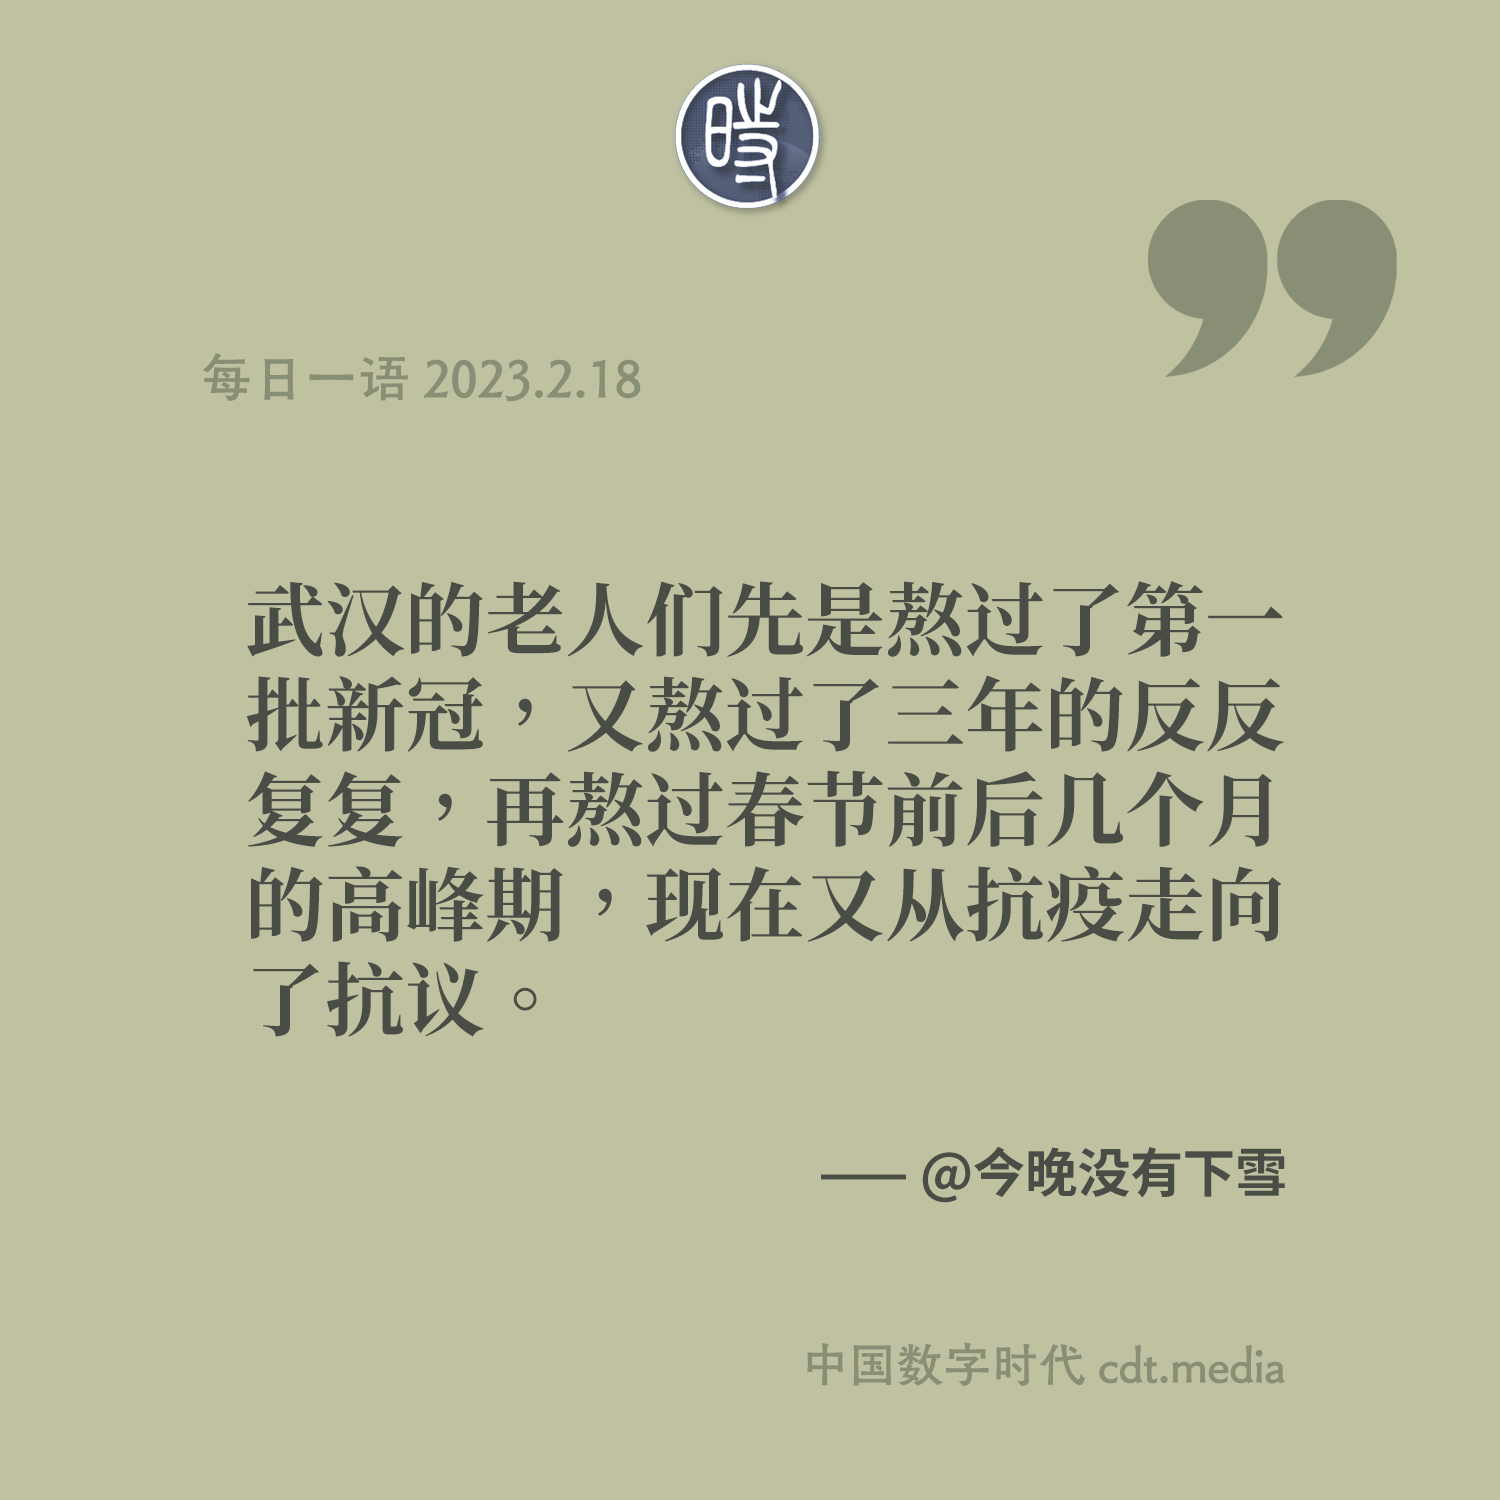 時
每日一语 2023.2.18
武汉的老人们先是熬过了第一
批新冠，又熬过了三年的反反
复复，再熬过春节前后几个月
的高峰期，现在又从抗疫走向
了抗议。
—— @今晚没有下雪
中国数字时代 cdt.media